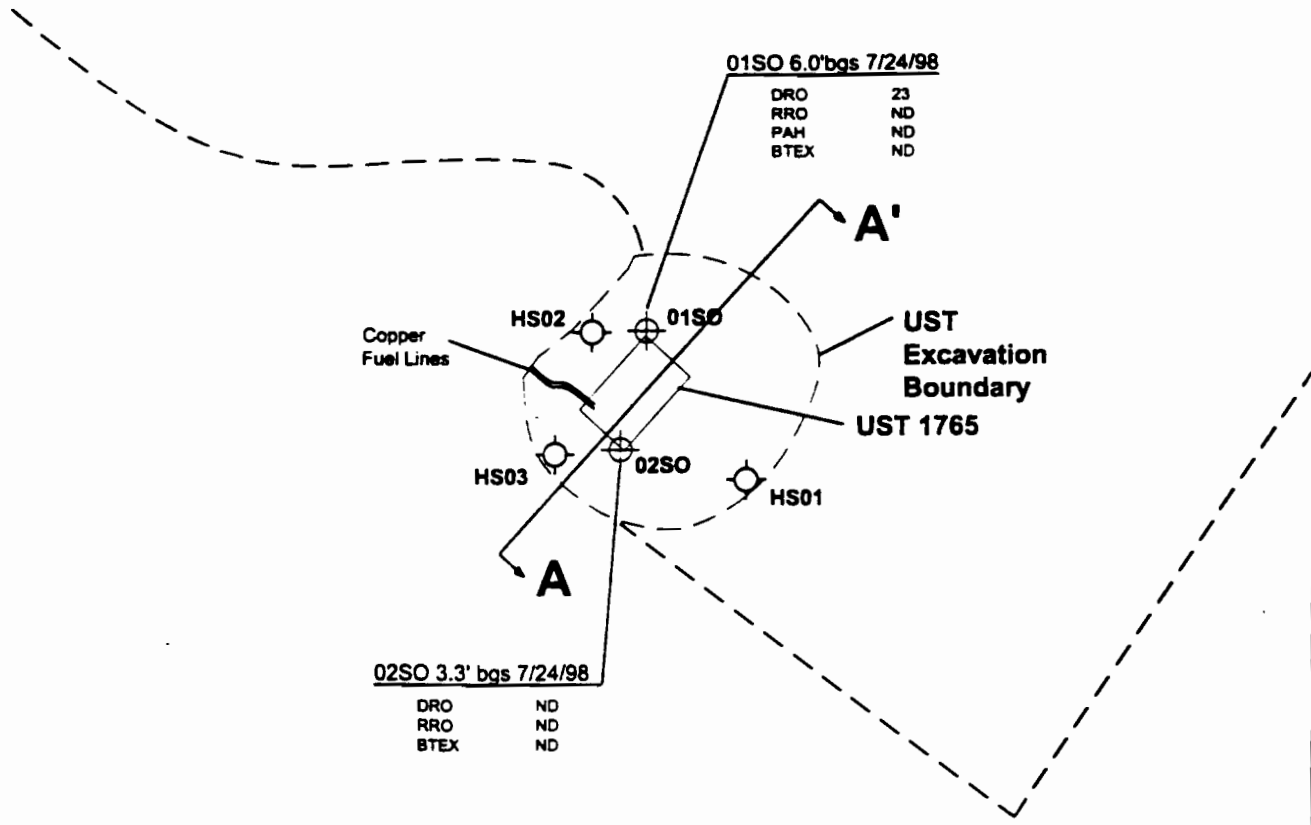 01SO 6.0'bgs 7/24/98
DRO 23
RRO ND
PAH ND
BTEX ND
A'
HS02
01SO
Copper
Fuel Lines
UST
Excavation
Boundary
UST 1765
HS03
02SO
HS01
A
02SO 3.3' bgs 7/24/98
DRO ND
RRO ND
BTEX ND